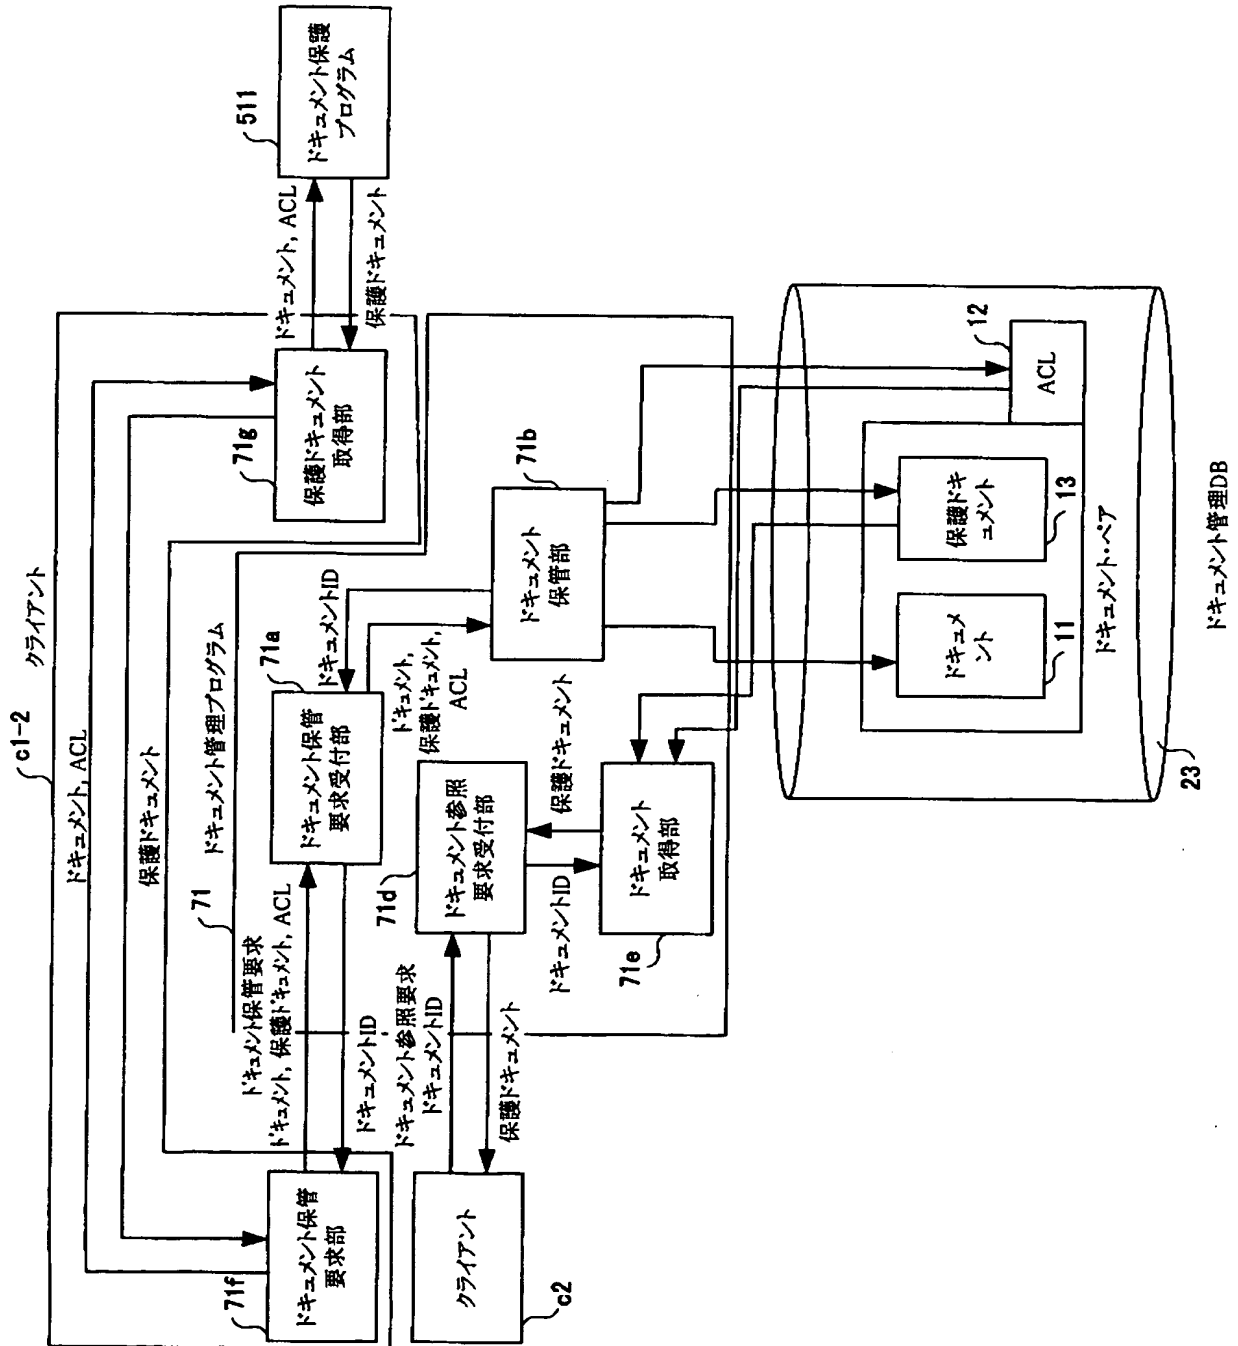 c1-2
クライアント
ドキュメント, ACL
保護ドキュメント
71
ドキュメント管理プログラム
71f
ドキュメント保管
要求部
ドキュメント保管要求
ドキュメント, 保護ドキュメント, ACL
ドキュメントID
71a
ドキュメント保管
要求受付部
71g
保護ドキュメント
取得部
ドキュメント, ACL
保護ドキュメント
511
ドキュメント保護
プログラム
ドキュメントID
ドキュメント,
保護ドキュメント,
ACL
71b
ドキュメント
保管部
クライアント
c2
ドキュメント参照要求
ドキュメントID
保護ドキュメント
71d
ドキュメント参照
要求受付部
ドキュメントID
保護ドキュメント
ドキュメント
取得部
71e
ドキュメ
ント
11
保護ドキ
ュメント
13
12
ACL
ドキュメント・ペア
23
ドキュメント管理DB